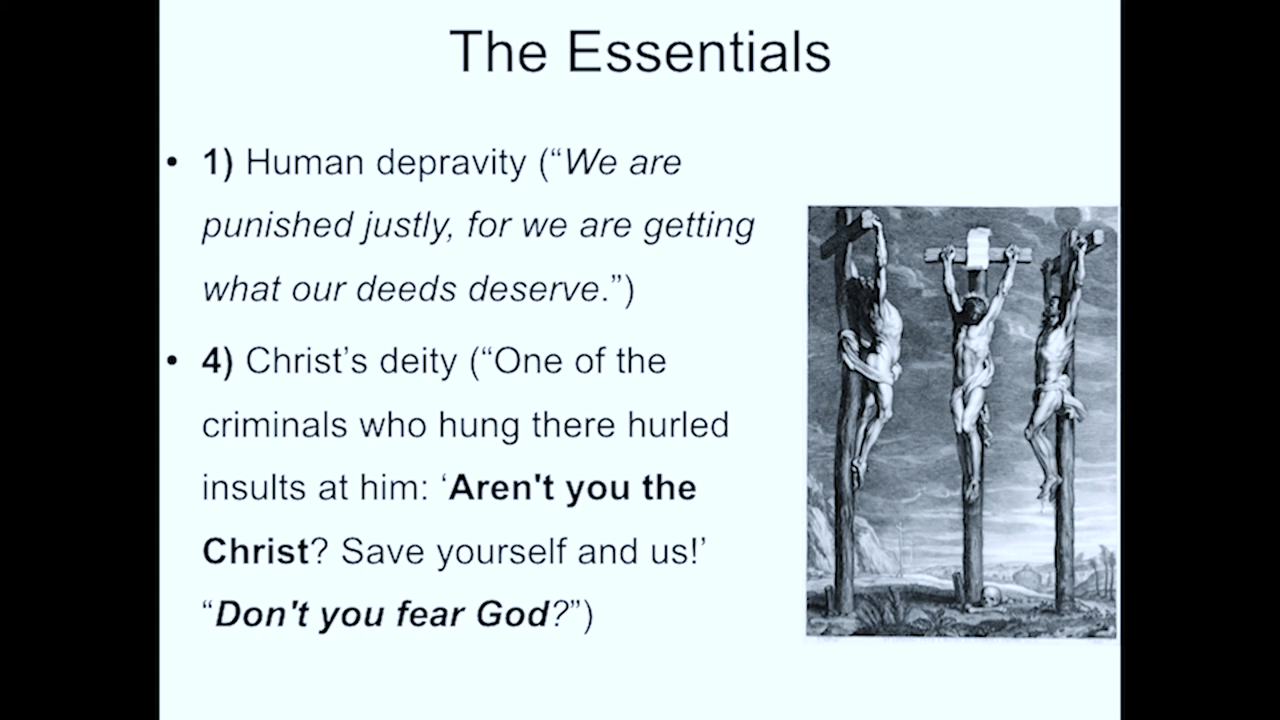 The Essentials
• 1) Human depravity (“We are
punished justly, for we are getting
what our deeds deserve.”)
• 4) Christ’s deity (“One of the
criminals who hung there hurled
insults at him: ‘Aren't you the
Christ? Save yourself and us!’
“Don't you fear God?”)